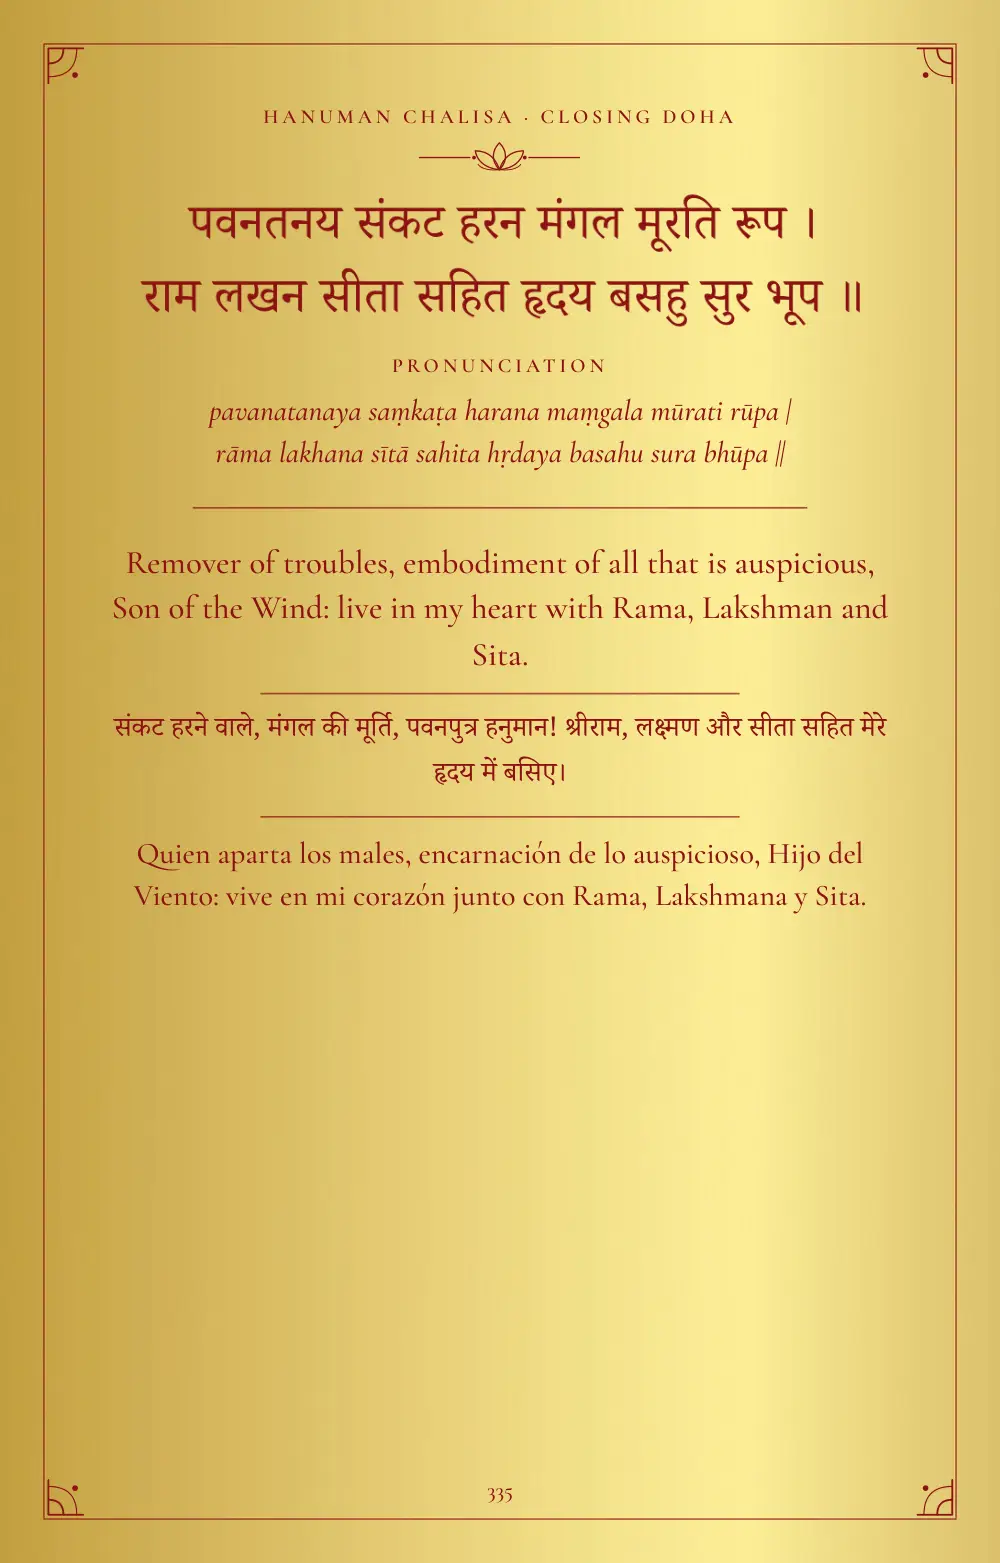 HANUMAN CHALISA · CLOSING DOHA
पवनतनय संकट हरन मंगल मूरति रूप ।
राम लखन सीता सहित हृदय बसहु सुर भूप ॥
PRONUNCIATION
pavanatanaya saṃkaṭa harana maṃgala mūrati rūpa |
rāma lakhana sītā sahita hṛdaya basahu sura bhūpa ||
Remover of troubles, embodiment of all that is auspicious,
Son of the Wind: live in my heart with Rama, Lakshman and
Sita.
संकट हरने वाले, मंगल की मूर्ति, पवनपुत्र हनुमान! श्रीराम, लक्ष्मण और सीता सहित मेरे
हृदय में बसिए।
Quien aparta los males, encarnación de lo auspicioso, Hijo del
Viento: vive en mi corazón junto con Rama, Lakshmana y Sita.
335